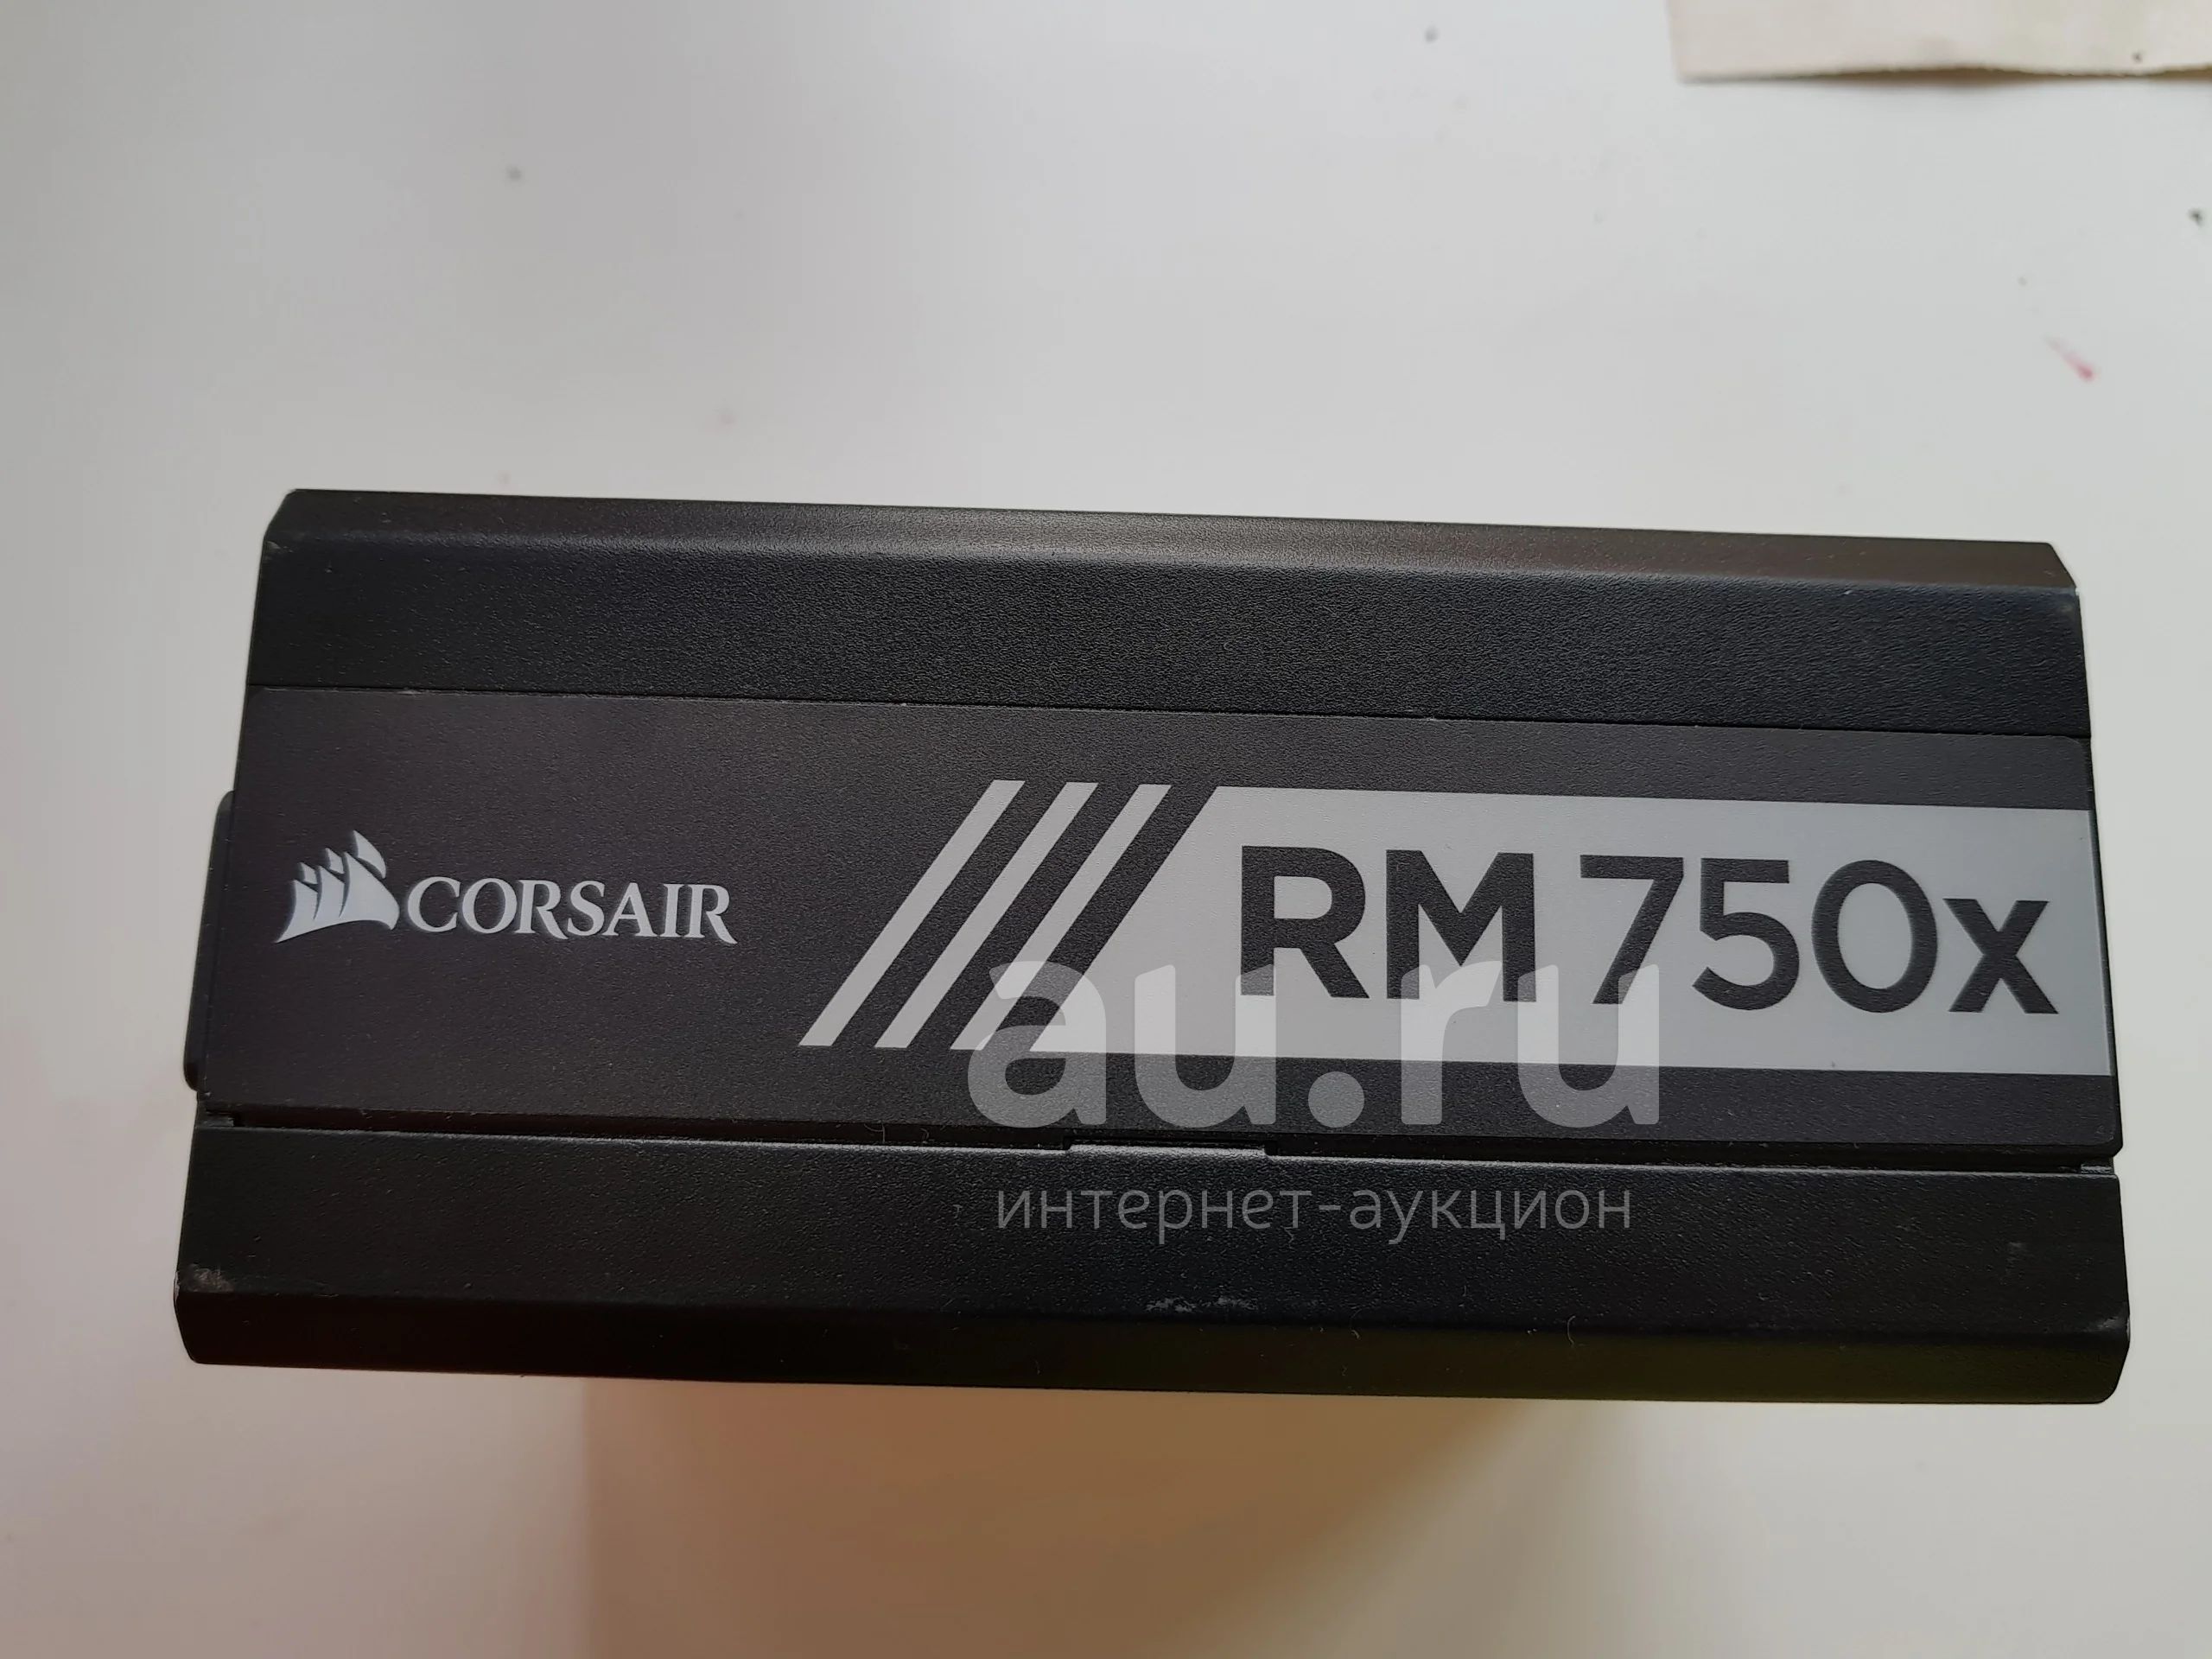 CORSAIR
RM750x
au.ru
интернет-аукцион